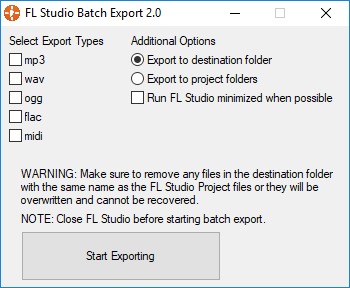 FL Studio Batch Export 2.0
Select Export Types
mp3
wav
ogg
flac
midi
Additional Options
Export to destination folder
Export to project folders
Run FL Studio minimized when possible
WARNING: Make sure to remove any files in the destination folder
with the same name as the FL Studio Project files or they will be
overwritten and cannot be recovered.
NOTE: Close FL Studio before starting batch export.
Start Exporting